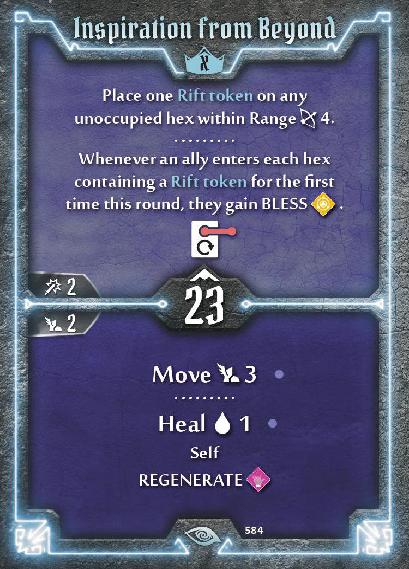 Inspiration from Beyond
X
Place one Rift token on any
unoccupied hex within Range 4.
Whenever an ally enters each hex
containing a Rift token for the first
time this round, they gain BLESS .
2
23
2
Move 3
Heal 1
Self
REGENERATE
584